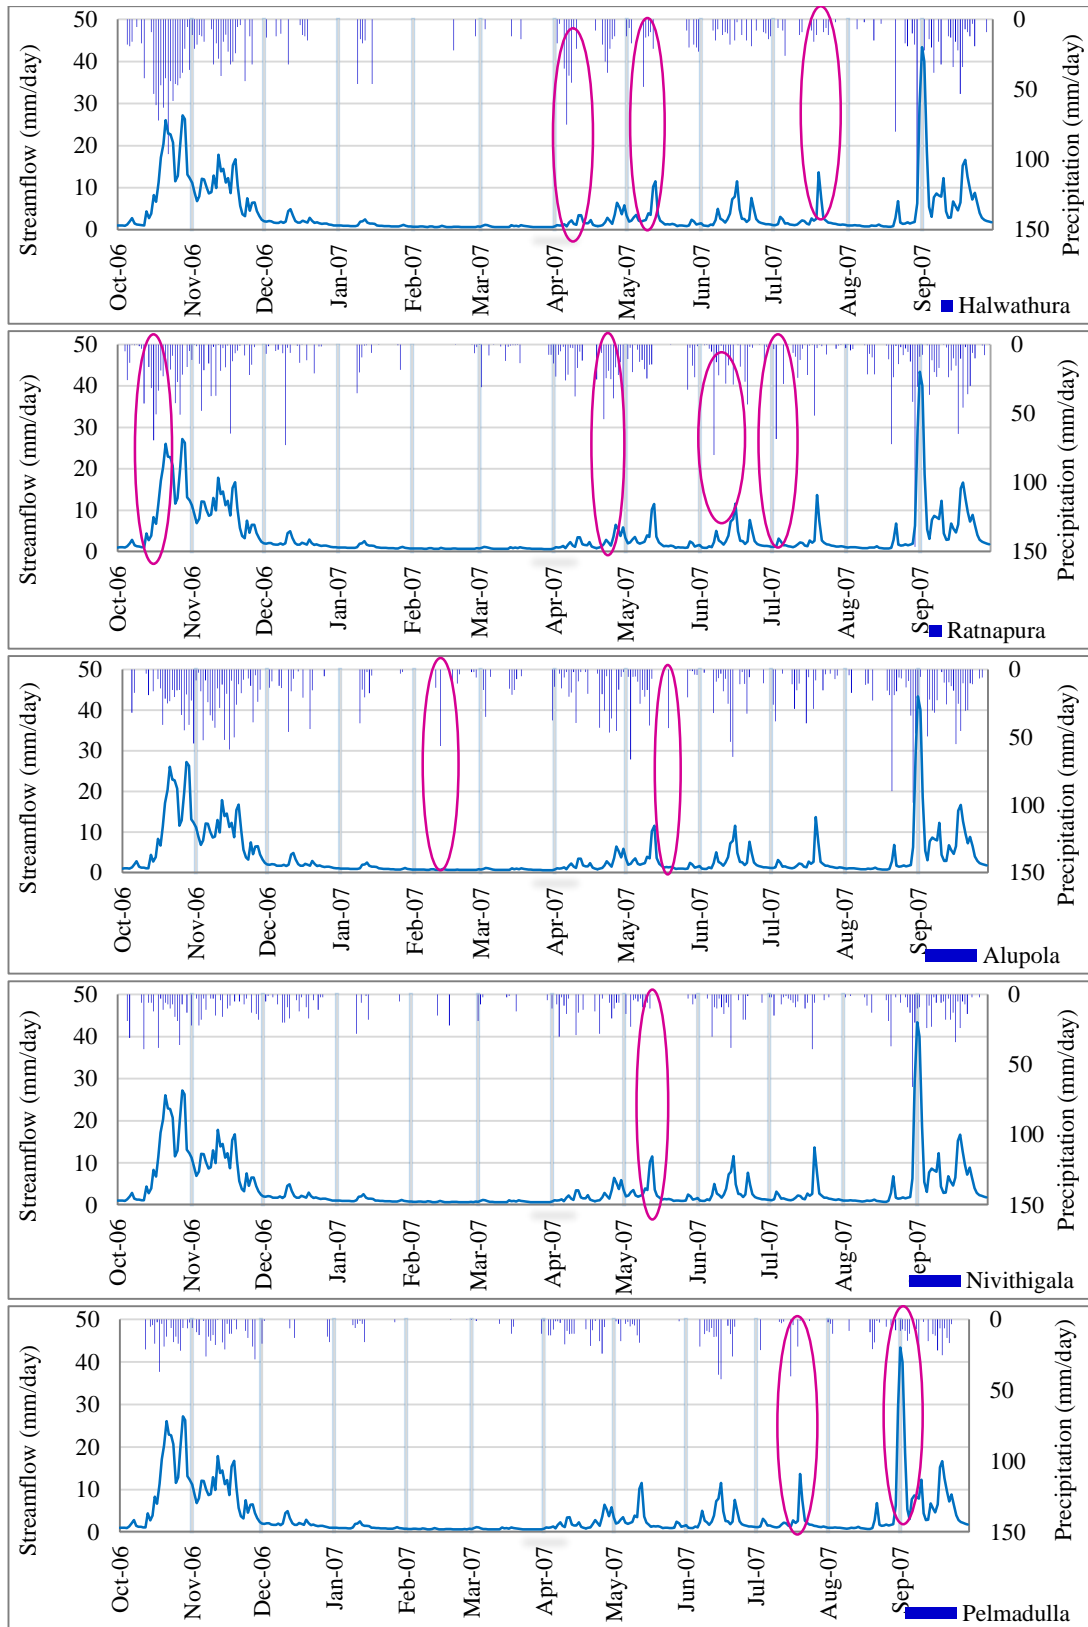 Streamflow (mm/day)
50
40
30
20
10
0
0
50
100
150
Precipitation (mm/day)
Oct-06
Nov-06
Dec-06
Jan-07
Feb-07
Mar-07
Apr-07
May-07
Jun-07
Jul-07
Aug-07
Sep-07
Halwathura
Streamflow (mm/day)
50
40
30
20
10
0
0
50
100
150
Precipitation (mm/day)
Oct-06
Nov-06
Dec-06
Jan-07
Feb-07
Mar-07
Apr-07
May-07
Jun-07
Jul-07
Aug-07
Sep-07
Ratnapura
Streamflow (mm/day)
50
40
30
20
10
0
0
50
100
150
Precipitation (mm/day)
Oct-06
Nov-06
Dec-06
Jan-07
Feb-07
Mar-07
Apr-07
May-07
Jun-07
Jul-07
Aug-07
Sep-07
Alupola
Streamflow (mm/day)
50
40
30
20
10
0
0
50
100
150
Precipitation (mm/day)
Oct-06
Nov-06
Dec-06
Jan-07
Feb-07
Mar-07
Apr-07
May-07
Jun-07
Jul-07
Aug-07
Sep-07
Nivithigala
Streamflow (mm/day)
50
40
30
20
10
0
0
50
100
150
Precipitation (mm/day)
Oct-06
Nov-06
Dec-06
Jan-07
Feb-07
Mar-07
Apr-07
May-07
Jun-07
Jul-07
Aug-07
Sep-07
Pelmadulla